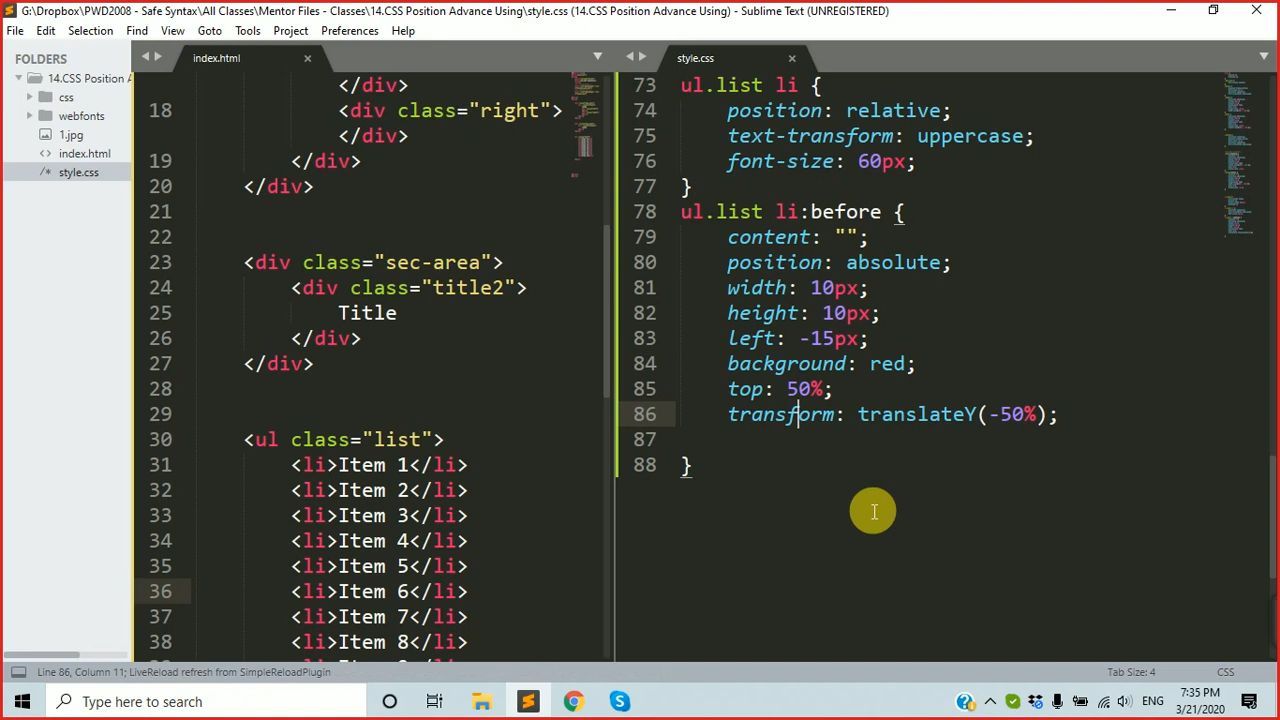 G:\Dropbox\PWD2008 - Safe Syntax\All Classes\Mentor Files - Classes\14.CSS Position Advance Using\style.css (14.CSS Position Advance Using) - Sublime Text (UNREGISTERED)
File Edit Selection Find View Goto Tools Project Preferences Help
FOLDERS
14.CSS Position A
css
webfonts
1.jpg
index.html
style.css
index.html
</div>
18 <div class="right">
</div>
19 </div>
20 </div>
21
22
23 <div class="sec-area">
24 <div class="title2">
25 Title
26 </div>
27 </div>
28
29
30 <ul class="list">
31 <li>Item 1</li>
32 <li>Item 2</li>
33 <li>Item 3</li>
34 <li>Item 4</li>
35 <li>Item 5</li>
36 <li>Item 6</li>
37 <li>Item 7</li>
38 <li>Item 8</li>
style.css
73 ul.list li {
74 position: relative;
75 text-transform: uppercase;
76 font-size: 60px;
77 }
78 ul.list li:before {
79 content: "";
80 position: absolute;
81 width: 10px;
82 height: 10px;
83 left: -15px;
84 background: red;
85 top: 50%;
86 transform: translateY(-50%);
87
88 }
Line 86, Column 11; LiveReload refresh from SimpleReloadPlugin
Tab Size: 4 CSS
Type here to search
ENG
7:35 PM
3/21/2020